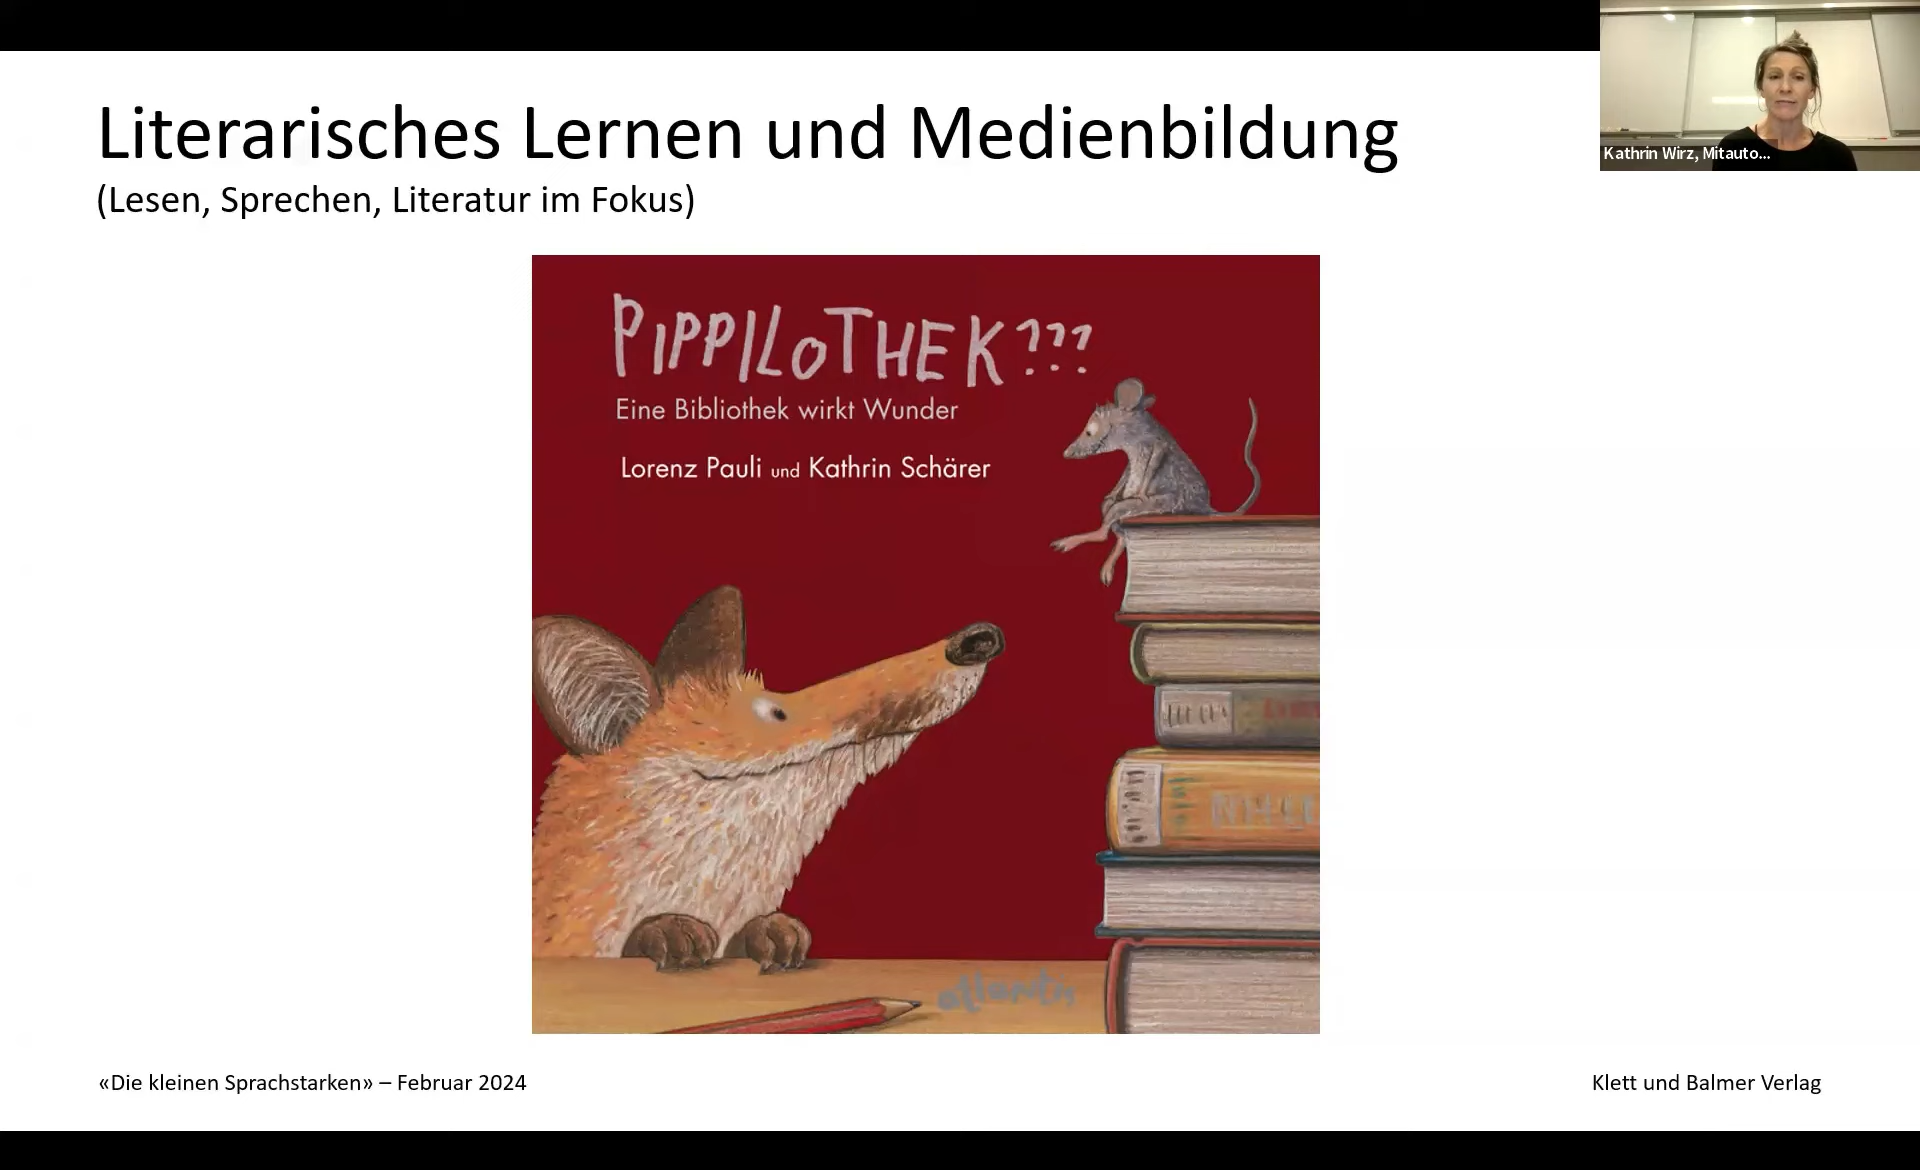 Literarisches Lernen und Medienbildung
(Lesen, Sprechen, Literatur im Fokus)
Kathrin Wirz, Mitauto...
PIPPILOTHEK???
Eine Bibliothek wirkt Wunder
Lorenz Pauli und Kathrin Schärer
atlantis
«Die kleinen Sprachstarken» – Februar 2024
Klett und Balmer Verlag